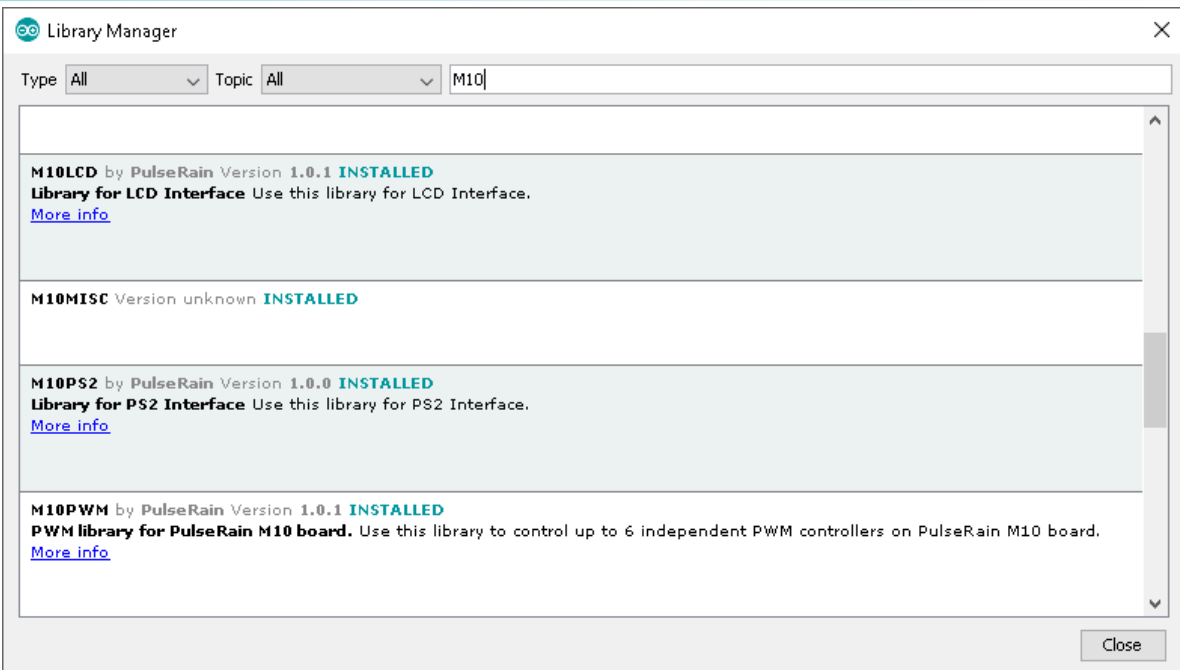 Library Manager
Type All Topic All M10
M10LCD by PulseRain Version 1.0.1 INSTALLED
Library for LCD Interface Use this library for LCD Interface.
More info
M10MISC Version unknown INSTALLED
M10PS2 by PulseRain Version 1.0.0 INSTALLED
Library for PS2 Interface Use this library for PS2 Interface.
More info
M10PWM by PulseRain Version 1.0.1 INSTALLED
PWM library for PulseRain M10 board. Use this library to control up to 6 independent PWM controllers on PulseRain M10 board.
More info
Close